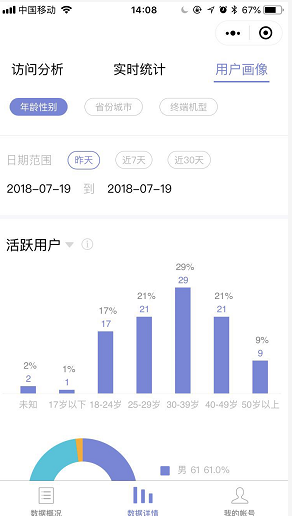 中国移动 14:08 67%
访问分析 实时统计 用户画像
年龄性别 省份城市 终端机型
日期范围 昨天 近7天 近30天
2018-07-19 到 2018-07-19
活跃用户
29%
29
21% 21%
21 21
17%
17
9%
9
2%
2
1%
1
未知 17岁以下 18-24岁 25-29岁 30-39岁 40-49岁 50岁以上
男 61 61.0%
数据概况 数据详情 我的帐号